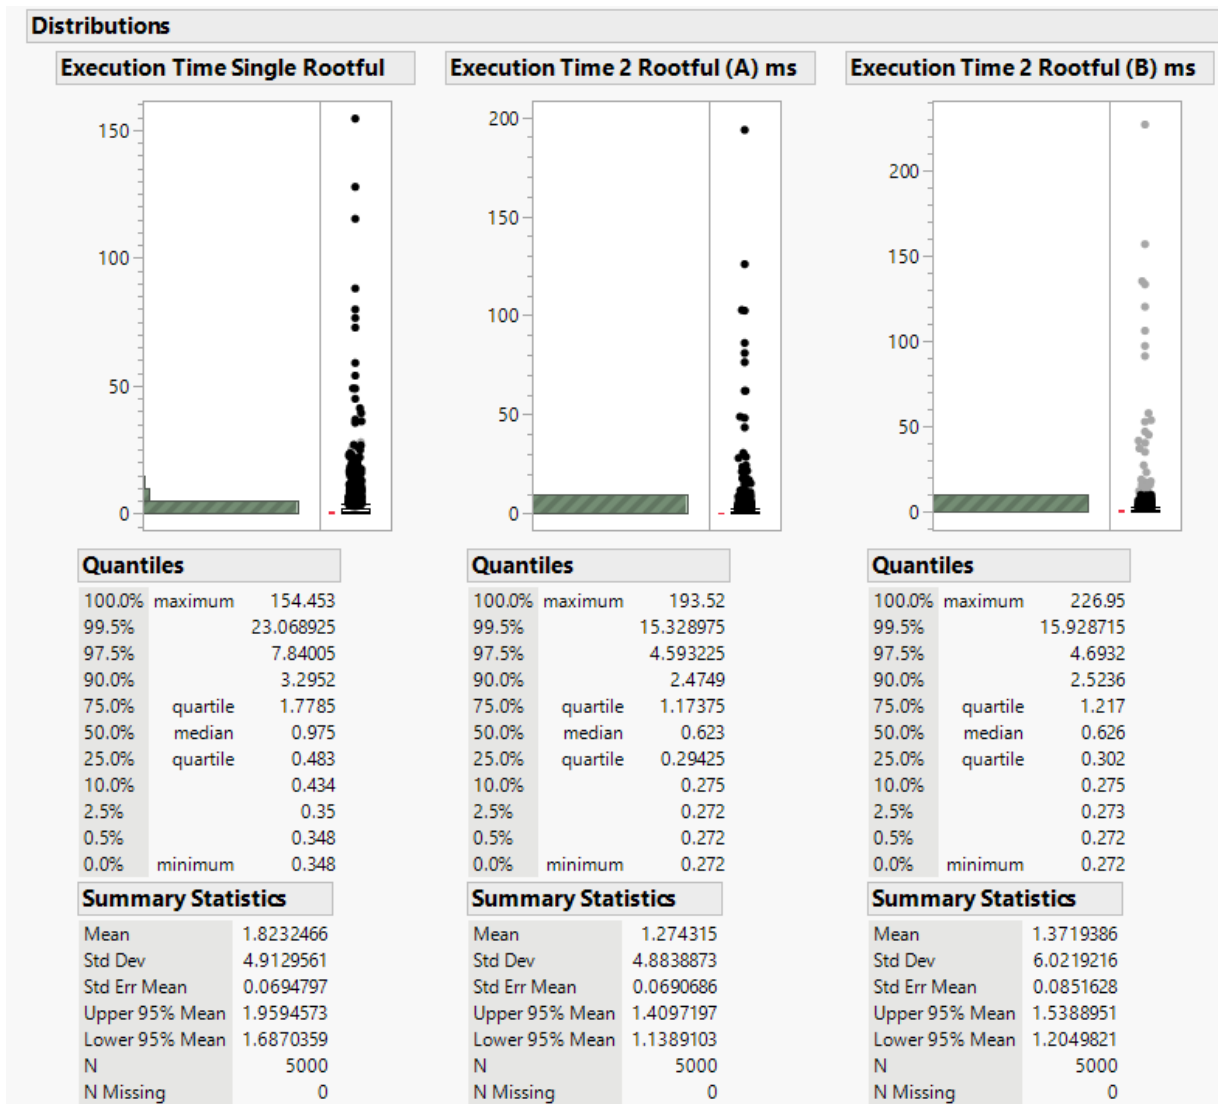 Distributions
Execution Time Single Rootful
150
100
50
0
Quantiles
100.0% maximum 154.453
99.5% 23.068925
97.5% 7.84005
90.0% 3.2952
75.0% quartile 1.7785
50.0% median 0.975
25.0% quartile 0.483
10.0% 0.434
2.5% 0.35
0.5% 0.348
0.0% minimum 0.348
Summary Statistics
Mean 1.8232466
Std Dev 4.9129561
Std Err Mean 0.0694797
Upper 95% Mean 1.9594573
Lower 95% Mean 1.6870359
N 5000
N Missing 0
Execution Time 2 Rootful (A) ms
200
150
100
50
0
Quantiles
100.0% maximum 193.52
99.5% 15.328975
97.5% 4.593225
90.0% 2.4749
75.0% quartile 1.17375
50.0% median 0.623
25.0% quartile 0.29425
10.0% 0.275
2.5% 0.272
0.5% 0.272
0.0% minimum 0.272
Summary Statistics
Mean 1.274315
Std Dev 4.8838873
Std Err Mean 0.0690686
Upper 95% Mean 1.4097197
Lower 95% Mean 1.1389103
N 5000
N Missing 0
Execution Time 2 Rootful (B) ms
200
150
100
50
0
Quantiles
100.0% maximum 226.95
99.5% 15.928715
97.5% 4.6932
90.0% 2.5236
75.0% quartile 1.217
50.0% median 0.626
25.0% quartile 0.302
10.0% 0.275
2.5% 0.273
0.5% 0.272
0.0% minimum 0.272
Summary Statistics
Mean 1.3719386
Std Dev 6.0219216
Std Err Mean 0.0851628
Upper 95% Mean 1.5388951
Lower 95% Mean 1.2049821
N 5000
N Missing 0